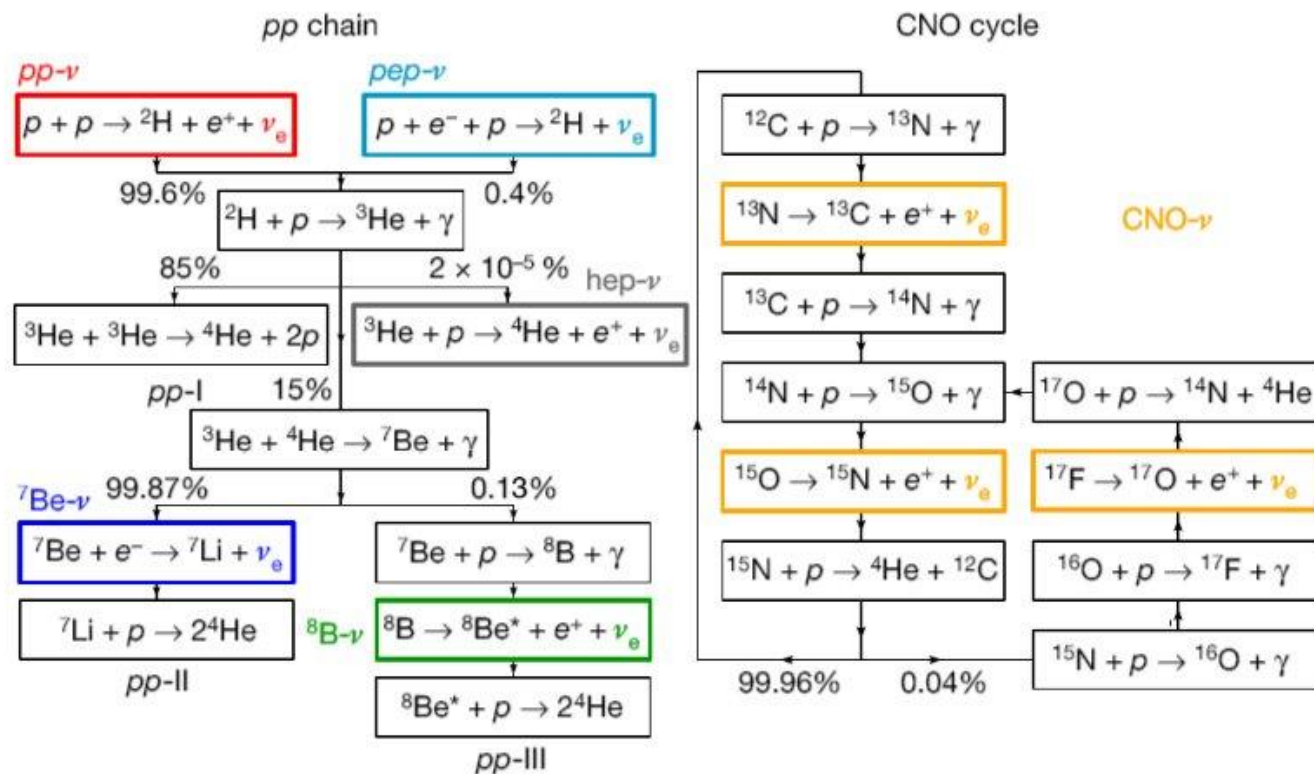 pp chain
pp-ν
p + p → ²H + e⁺ + νₑ
pep-ν
p + e⁻ + p → ²H + νₑ
99.6%
0.4%
²H + p → ³He + γ
85%
2 × 10⁻⁵ %
hep-ν
³He + ³He → ⁴He + 2p
³He + p → ⁴He + e⁺ + νₑ
pp-I
15%
³He + ⁴He → ⁷Be + γ
⁷Be-ν
99.87%
0.13%
⁷Be + e⁻ → ⁷Li + νₑ
⁷Be + p → ⁸B + γ
⁷Li + p → 2⁴He
⁸B-ν
⁸B → ⁸Be* + e⁺ + νₑ
pp-II
⁸Be* + p → 2⁴He
pp-III
CNO cycle
¹²C + p → ¹³N + γ
¹³N → ¹³C + e⁺ + νₑ
CNO-ν
¹³C + p → ¹⁴N + γ
¹⁴N + p → ¹⁵O + γ
¹⁷O + p → ¹⁴N + ⁴He
¹⁵O → ¹⁵N + e⁺ + νₑ
¹⁷F → ¹⁷O + e⁺ + νₑ
¹⁵N + p → ⁴He + ¹²C
¹⁶O + p → ¹⁷F + γ
¹⁵N + p → ¹⁶O + γ
99.96%
0.04%